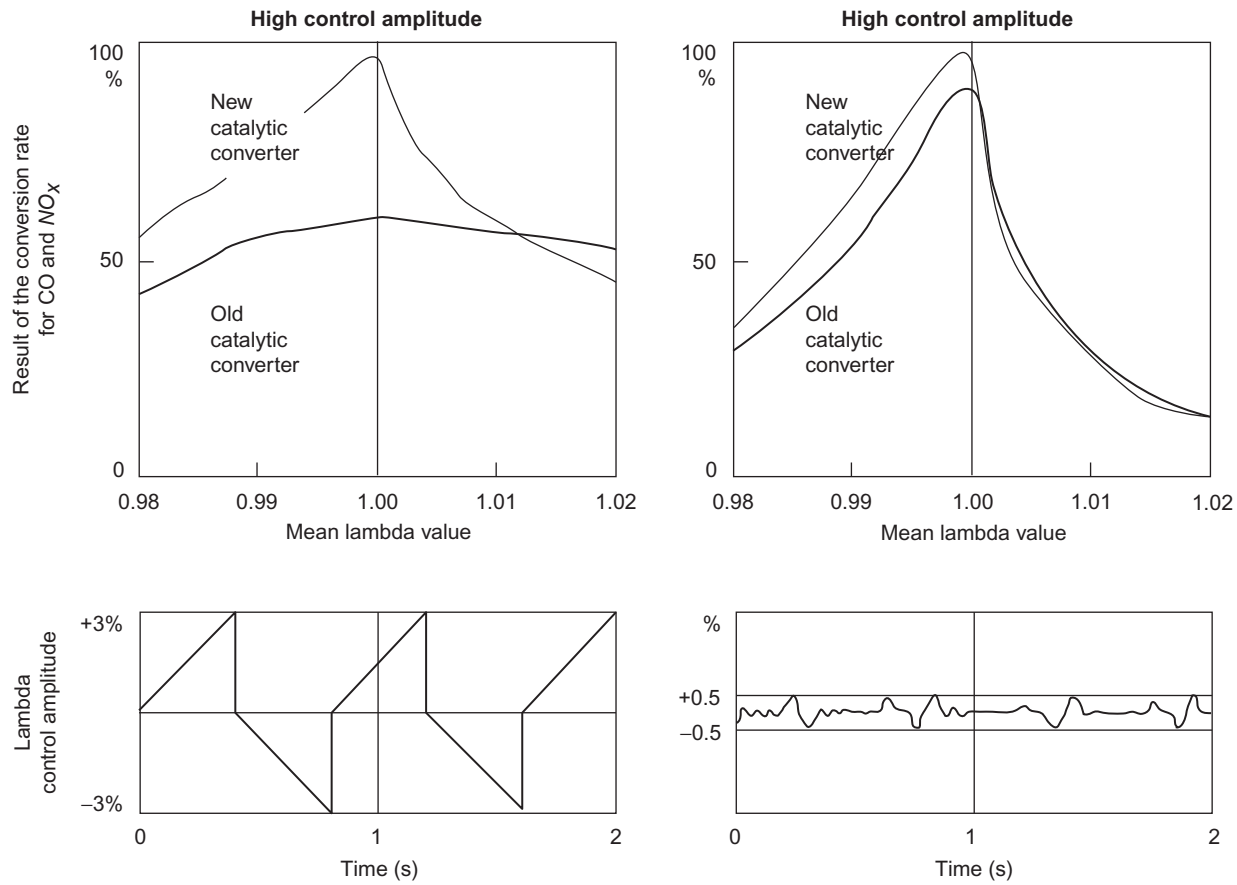 High control amplitude
100
%
New
catalytic
converter
50
Old
catalytic
converter
0
0.98 0.99 1.00 1.01 1.02
Mean lambda value
Result of the conversion rate
for CO and NOX
High control amplitude
100
%
New
catalytic
converter
50
Old
catalytic
converter
0
0.98 0.99 1.00 1.01 1.02
Mean lambda value
Lambda
control amplitude
+3%
–3%
0 1 2
Time (s)
%
+0.5
–0.5
0 1 2
Time (s)